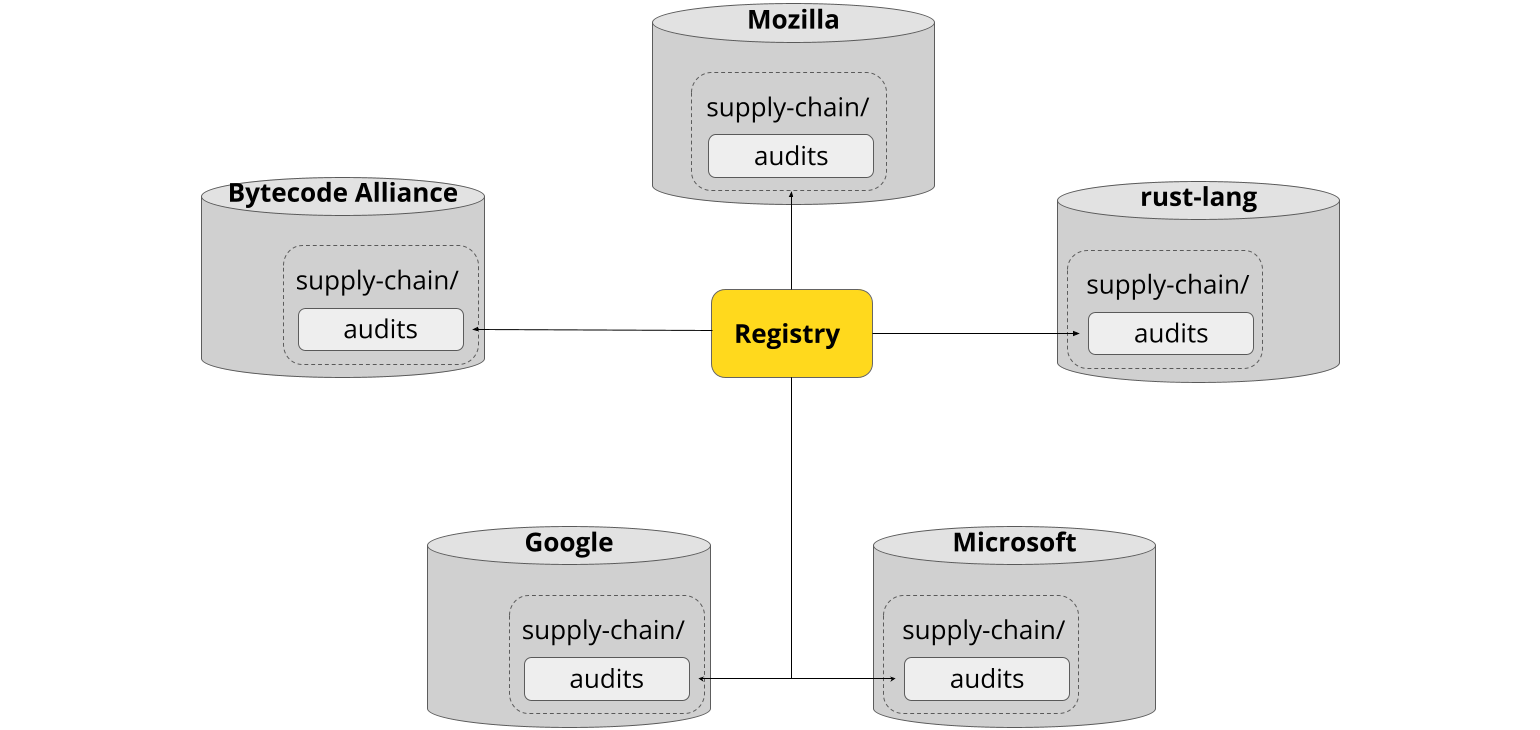 Mozilla
supply-chain/
audits
Bytecode Alliance
supply-chain/
audits
rust-lang
supply-chain/
audits
Registry
Google
supply-chain/
audits
Microsoft
supply-chain/
audits